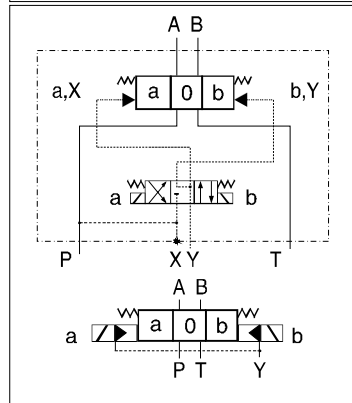 A B
a,X a 0 b b,Y
a b
P X Y T
A B
a a 0 b b
P T Y